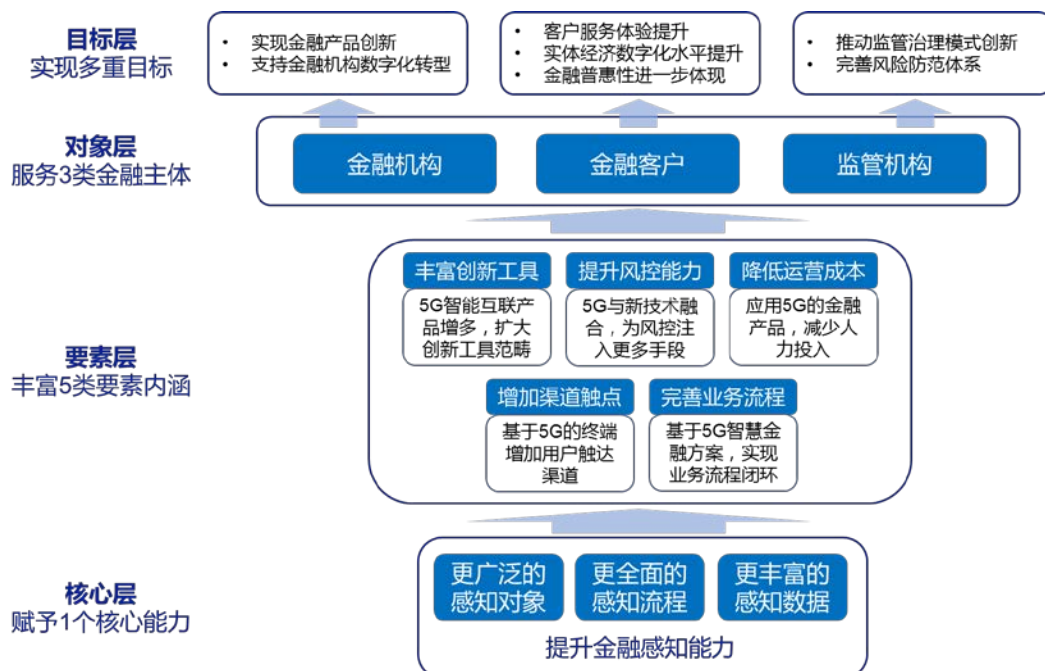 目标层
实现多重目标
• 实现金融产品创新
• 支持金融机构数字化转型
• 客户服务体验提升
• 实体经济数字化水平提升
• 金融普惠性进一步体现
• 推动监管治理模式创新
• 完善风险防范体系
对象层
服务3类金融主体
金融机构
金融客户
监管机构
要素层
丰富5类要素内涵
丰富创新工具
5G智能互联产
品增多，扩大
创新工具范畴
提升风控能力
5G与新技术融
合，为风控注
入更多手段
降低运营成本
应用5G的金融
产品，减少人
力投入
增加渠道触点
基于5G的终端
增加用户触达
渠道
完善业务流程
基于5G智慧金
融方案，实现
业务流程闭环
核心层
赋予1个核心能力
更广泛的
感知对象
更全面的
感知流程
更丰富的
感知数据
提升金融感知能力